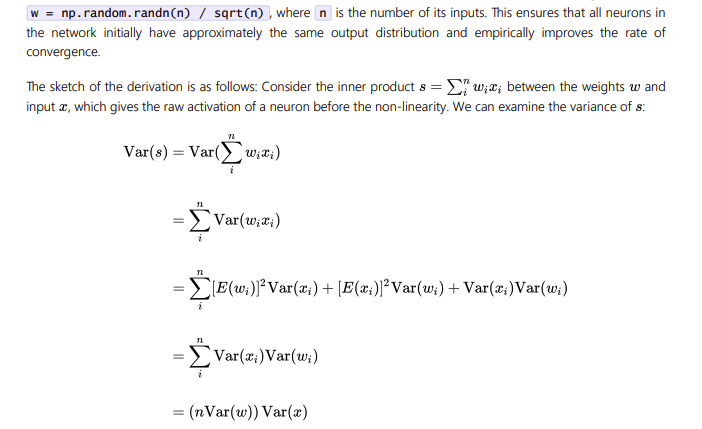 w = np.random.randn(n) / sqrt(n) , where n is the number of its inputs. This ensures that all neurons in
the network initially have approximately the same output distribution and empirically improves the rate of
convergence.
The sketch of the derivation is as follows: Consider the inner product s = ∑ᵢⁿ wᵢxᵢ between the weights w and
input x, which gives the raw activation of a neuron before the non-linearity. We can examine the variance of s:
Var(s) = Var(∑ᵢⁿ wᵢxᵢ)
= ∑ᵢⁿ Var(wᵢxᵢ)
= ∑ᵢⁿ [E(wᵢ)]²Var(xᵢ) + [E(xᵢ)]²Var(wᵢ) + Var(xᵢ)Var(wᵢ)
= ∑ᵢⁿ Var(xᵢ)Var(wᵢ)
= (nVar(w)) Var(x)